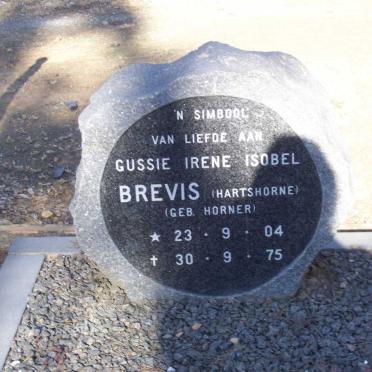 'N SIMBOOL
VAN LIEFDE AAN
GUSSIE IRENE ISOBEL
BREVIS (HARTSHORNE)
(GEB. HORNER)
★ 23 · 9 · 04
✝ 30 · 9 · 75